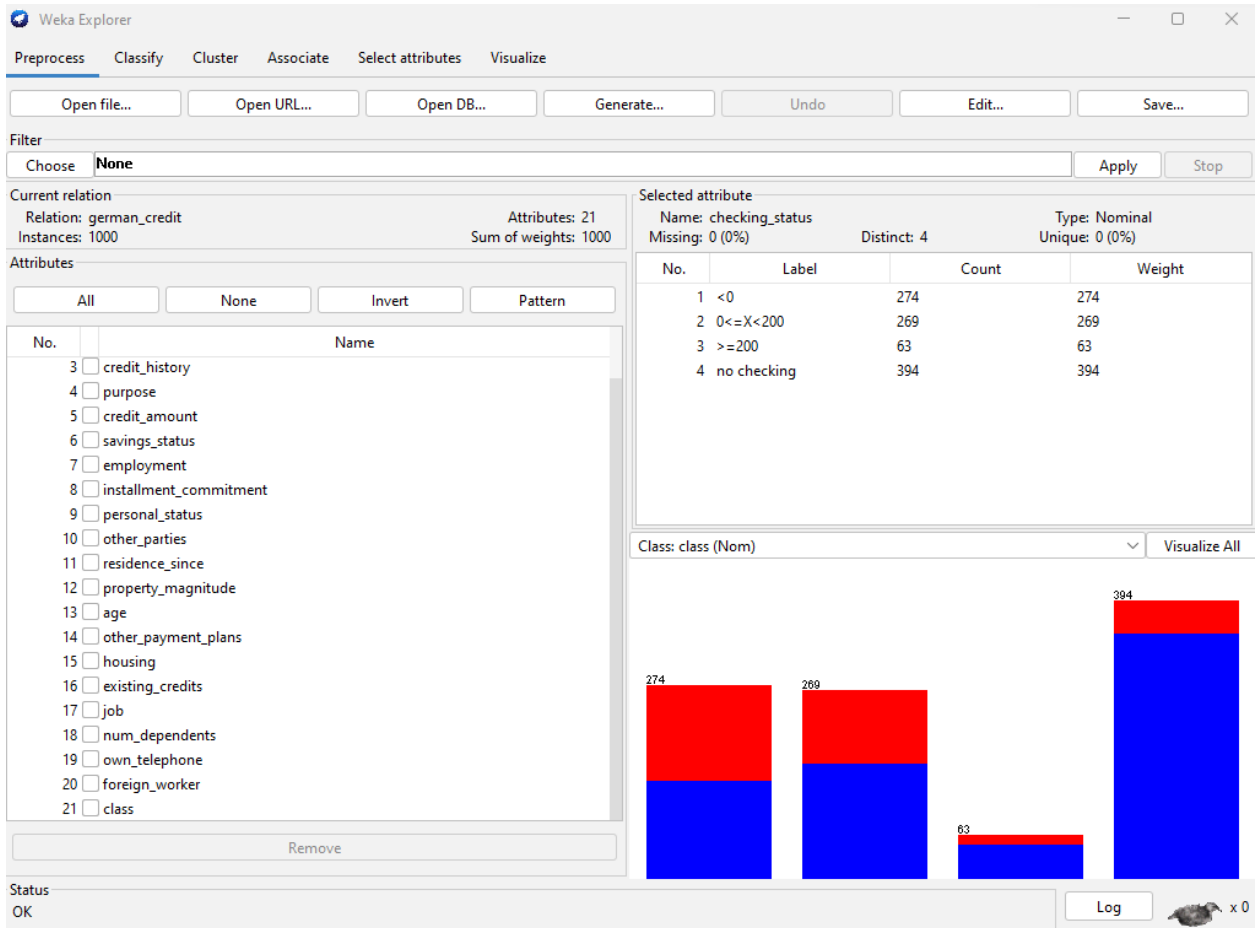 Weka Explorer
Preprocess Classify Cluster Associate Select attributes Visualize
Open file... Open URL... Open DB... Generate... Undo Edit... Save...
Filter
Choose None Apply Stop
Current relation
Relation: german_credit Attributes: 21
Instances: 1000 Sum of weights: 1000
Attributes
All None Invert Pattern
No. Name
3 credit_history
4 purpose
5 credit_amount
6 savings_status
7 employment
8 installment_commitment
9 personal_status
10 other_parties
11 residence_since
12 property_magnitude
13 age
14 other_payment_plans
15 housing
16 existing_credits
17 job
18 num_dependents
19 own_telephone
20 foreign_worker
21 class
Remove
Selected attribute
Name: checking_status Type: Nominal
Missing: 0 (0%) Distinct: 4 Unique: 0 (0%)
No. Label Count Weight
1 <0 274 274
2 0<=X<200 269 269
3 >=200 63 63
4 no checking 394 394
Class: class (Nom) Visualize All
274 269 63 394
Status
OK Log x 0